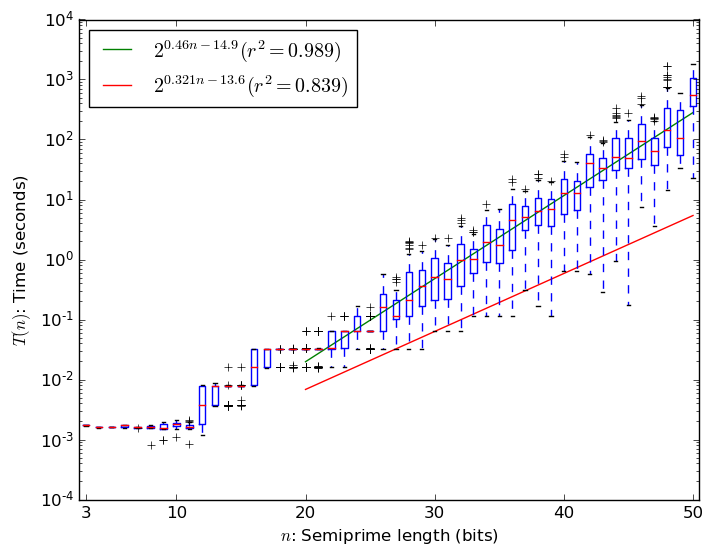 10^4
10^3
10^2
10^1
10^0
10^-1
10^-2
10^-3
10^-4
T(n): Time (seconds)
2^{0.46n−14.9}(r^2=0.989)
2^{0.321n−13.6}(r^2=0.839)
3 10 20 30 40 50
n: Semiprime length (bits)